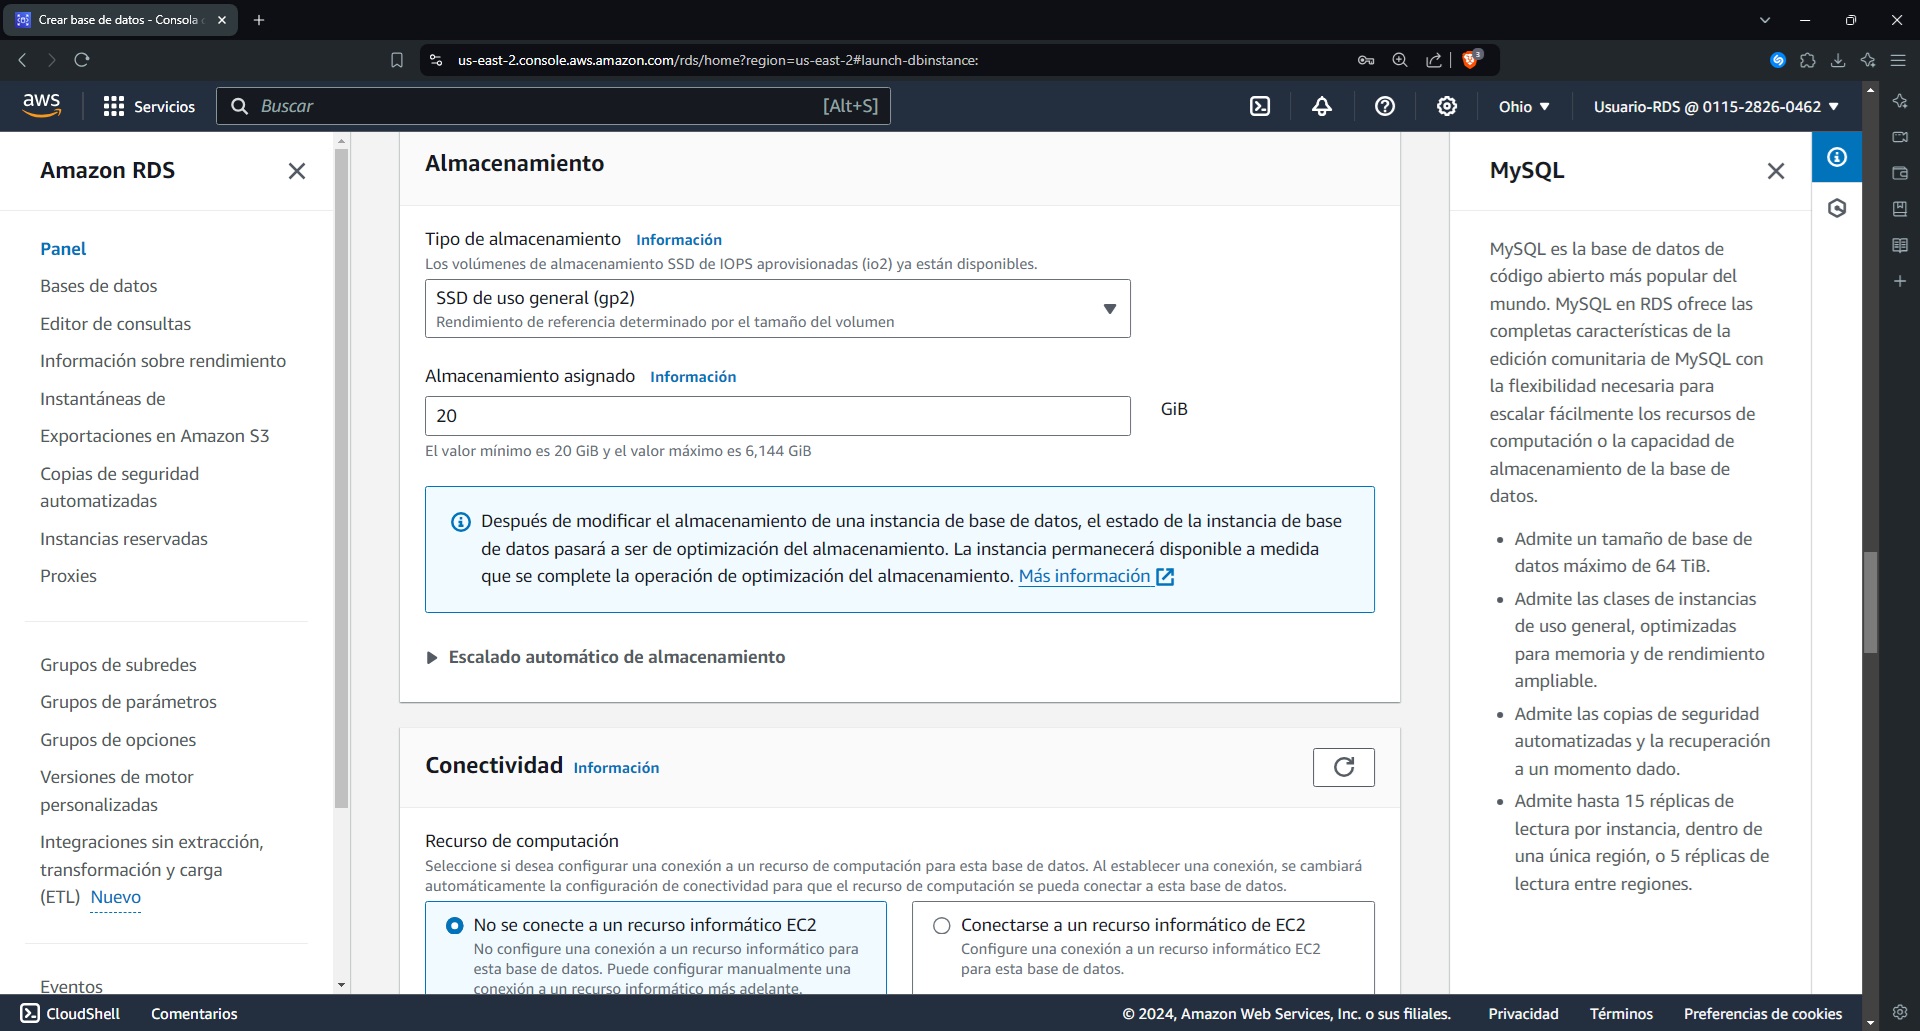 Crear base de datos - Consola
us-east-2.console.aws.amazon.com/rds/home?region=us-east-2#launch-dbinstance:
3
aws
Servicios
Buscar
[Alt+S]
Ohio
Usuario-RDS @ 0115-2826-0462
Amazon RDS
Panel
Bases de datos
Editor de consultas
Información sobre rendimiento
Instantáneas de
Exportaciones en Amazon S3
Copias de seguridad
automatizadas
Instancias reservadas
Proxies
Grupos de subredes
Grupos de parámetros
Grupos de opciones
Versiones de motor
personalizadas
Integraciones sin extracción,
transformación y carga
(ETL) Nuevo
Eventos
Almacenamiento
Tipo de almacenamiento Información
Los volúmenes de almacenamiento SSD de IOPS aprovisionadas (io2) ya están disponibles.
SSD de uso general (gp2)
Rendimiento de referencia determinado por el tamaño del volumen
Almacenamiento asignado Información
20
GiB
El valor mínimo es 20 GiB y el valor máximo es 6,144 GiB
Después de modificar el almacenamiento de una instancia de base de datos, el estado de la instancia de base
de datos pasará a ser de optimización del almacenamiento. La instancia permanecerá disponible a medida
que se complete la operación de optimización del almacenamiento. Más información
Escalado automático de almacenamiento
Conectividad Información
Recurso de computación
Seleccione si desea configurar una conexión a un recurso de computación para esta base de datos. Al establecer una conexión, se cambiará
automáticamente la configuración de conectividad para que el recurso de computación se pueda conectar a esta base de datos.
No se conecte a un recurso informático EC2
No configure una conexión a un recurso informático para
esta base de datos. Puede configurar manualmente una
conexión a un recurso informático más adelante.
Conectarse a un recurso informático de EC2
Configure una conexión a un recurso informático EC2
para esta base de datos.
MySQL
MySQL es la base de datos de
código abierto más popular del
mundo. MySQL en RDS ofrece las
completas características de la
edición comunitaria de MySQL con
la flexibilidad necesaria para
escalar fácilmente los recursos de
computación o la capacidad de
almacenamiento de la base de
datos.
• Admite un tamaño de base de
datos máximo de 64 TiB.
• Admite las clases de instancias
de uso general, optimizadas
para memoria y de rendimiento
ampliable.
• Admite las copias de seguridad
automatizadas y la recuperación
a un momento dado.
• Admite hasta 15 réplicas de
lectura por instancia, dentro de
una única región, o 5 réplicas de
lectura entre regiones.
CloudShell
Comentarios
© 2024, Amazon Web Services, Inc. o sus filiales.
Privacidad
Términos
Preferencias de cookies